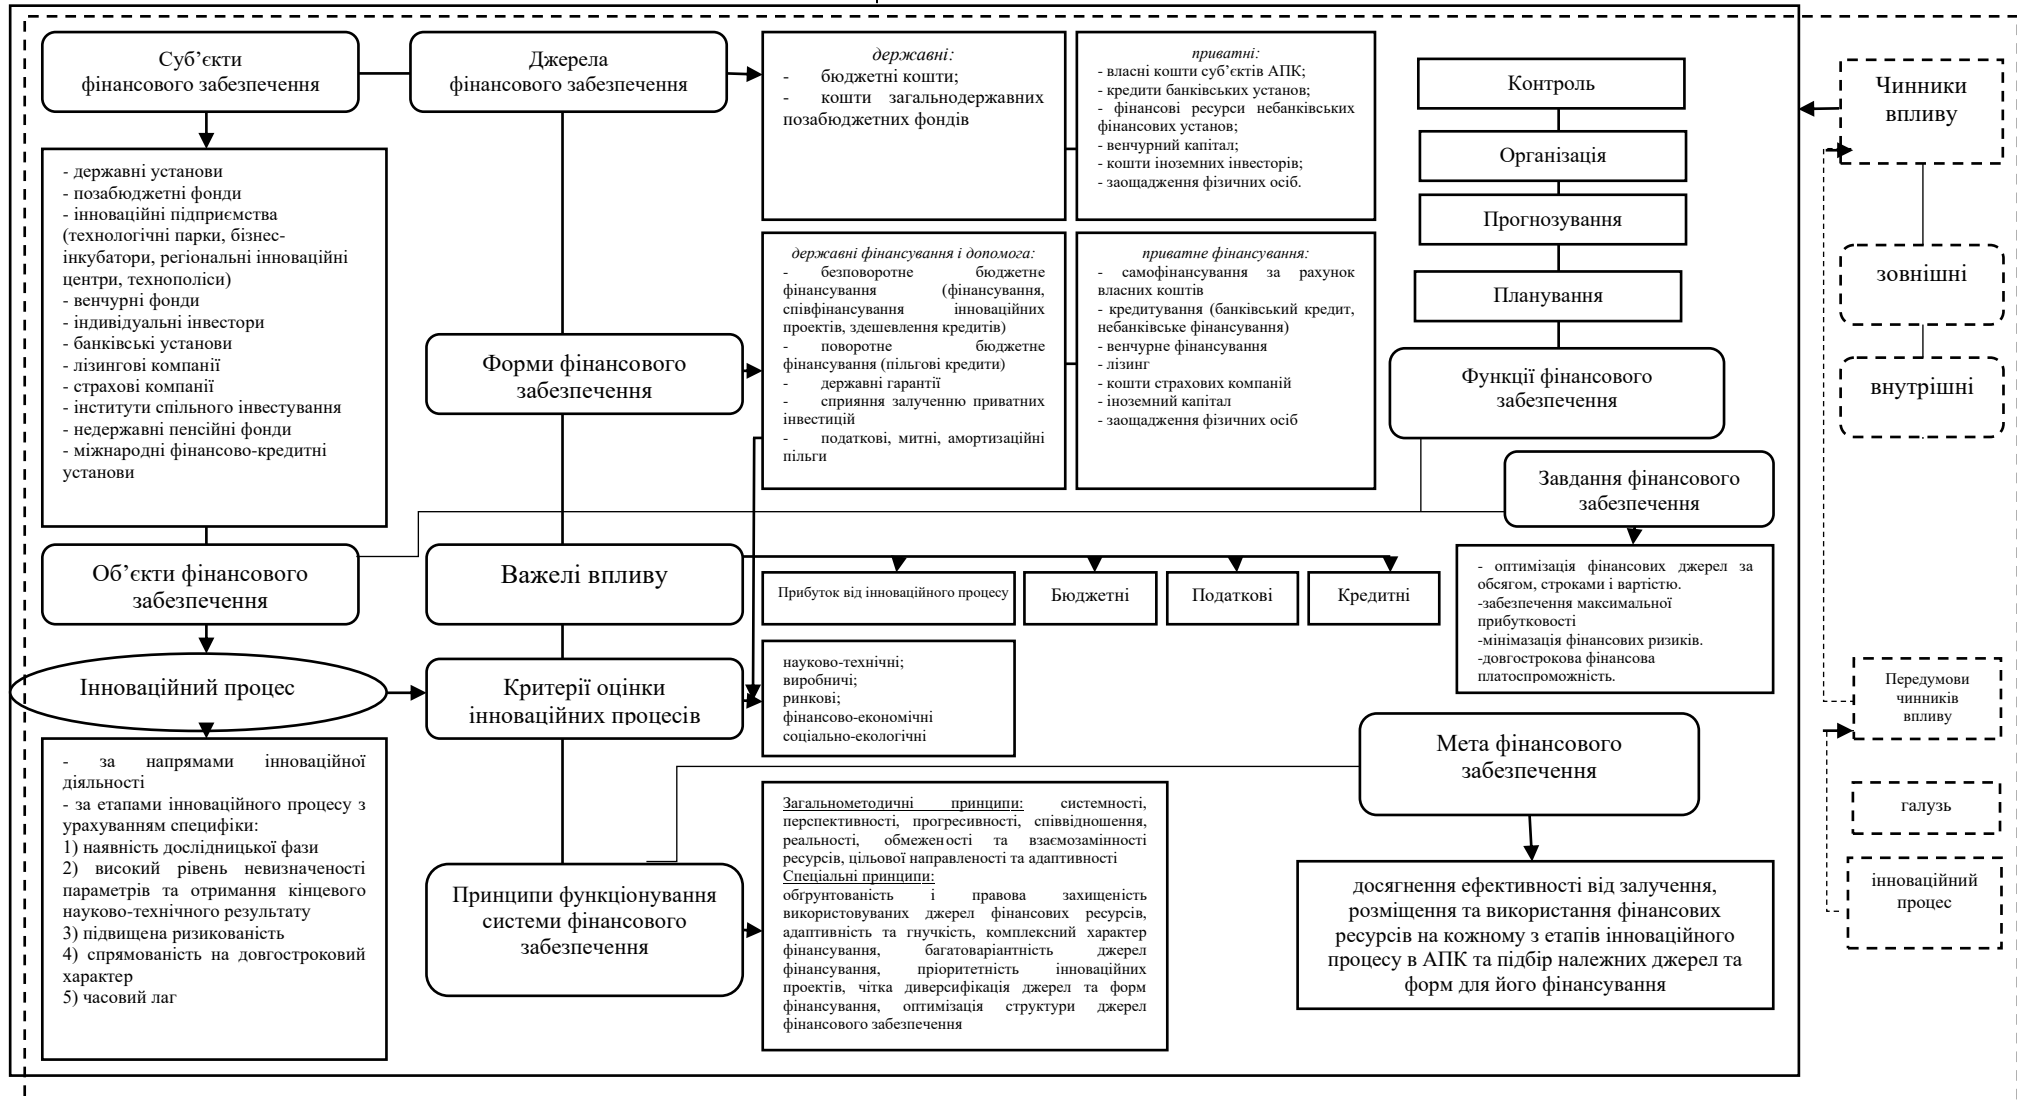 Суб’єкти
фінансового забезпечення
Джерела
фінансового забезпечення
державні:
- бюджетні кошти;
- кошти загальнодержавних
позабюджетних фондів
приватні:
- власні кошти суб’єктів АПК;
- кредити банківських установ;
- фінансові ресурси небанківських
фінансових установ;
- венчурний капітал;
- кошти іноземних інвесторів;
- заощадження фізичних осіб.
Контроль
Організація
Прогнозування
Планування
Функції фінансового
забезпечення
Чинники
впливу
зовнішні
внутрішні
- державні установи
- позабюджетні фонди
- інноваційні підприємства
(технологічні парки, бізнес-
інкубатори, регіональні інноваційні
центри, технополіси)
- венчурні фонди
- індивідуальні інвестори
- банківські установи
- лізингові компанії
- страхові компанії
- інститути спільного інвестування
- недержавні пенсійні фонди
- міжнародні фінансово-кредитні
установи
Форми фінансового
забезпечення
державні фінансування і допомога:
- безповоротне бюджетне
фінансування (фінансування,
співфінансування інноваційних
проектів, здешевлення кредитів)
- поворотне бюджетне
фінансування (пільгові кредити)
- державні гарантії
- сприяння залученню приватних
інвестицій
- податкові, митні, амортизаційні
пільги
приватне фінансування:
- самофінансування за рахунок
власних коштів
- кредитування (банківський кредит,
небанківське фінансування)
- венчурне фінансування
- лізинг
- кошти страхових компаній
- іноземний капітал
- заощадження фізичних осіб
Завдання фінансового
забезпечення
- оптимізація фінансових джерел за
обсягом, строками і вартістю.
-забезпечення максимальної
прибутковості
-мінімазація фінансових ризиків.
-довгострокова фінансова
платоспроможність.
Об’єкти фінансового
забезпечення
Важелі впливу
Прибуток від інноваційного процесу
Бюджетні
Податкові
Кредитні
Інноваційний процес
Критерії оцінки
інноваційних процесів
науково-технічні;
виробничі;
ринкові;
фінансово-економічні
соціально-екологічні
Передумови
чинників
впливу
галузь
інноваційний
процес
Мета фінансового
забезпечення
- за напрямами інноваційної
діяльності
- за етапами інноваційного процесу з
урахуванням специфіки:
1) наявність дослідницької фази
2) високий рівень невизначеності
параметрів та отримання кінцевого
науково-технічного результату
3) підвищена ризикованість
4) спрямованість на довгостроковий
характер
5) часовий лаг
Принципи функціонування
системи фінансового
забезпечення
Загальнометодичні принципи: системності,
перспективності, прогресивності, співвідношення,
реальності, обмеженості та взаємозамінності
ресурсів, цільової направленості та адаптивності
Спеціальні принципи:
обґрунтованість і правова захищеність
використовуваних джерел фінансових ресурсів,
адаптивність та гнучкість, комплексний характер
фінансування, багатоваріантність джерел
фінансування, пріоритетність інноваційних
проектів, чітка диверсифікація джерел та форм
фінансування, оптимізація структури джерел
фінансового забезпечення
досягнення ефективності від залучення,
розміщення та використання фінансових
ресурсів на кожному з етапів інноваційного
процесу в АПК та підбір належних джерел та
форм для його фінансування